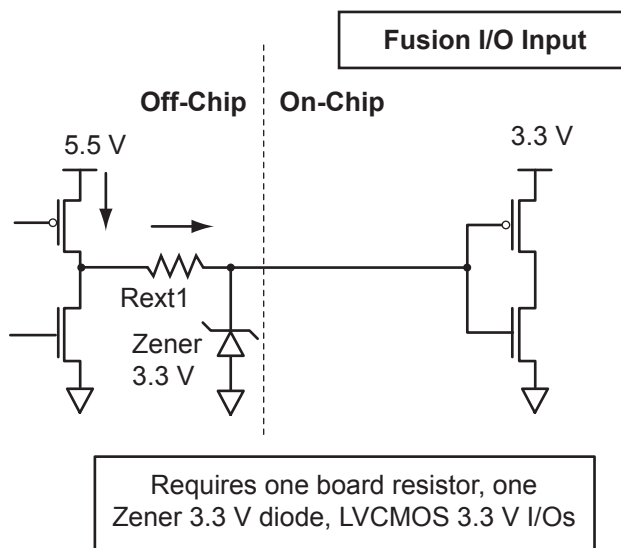 Fusion I/O Input
Off-Chip
On-Chip
5.5 V
3.3 V
Rext1
Zener
3.3 V
Requires one board resistor, one
Zener 3.3 V diode, LVCMOS 3.3 V I/Os